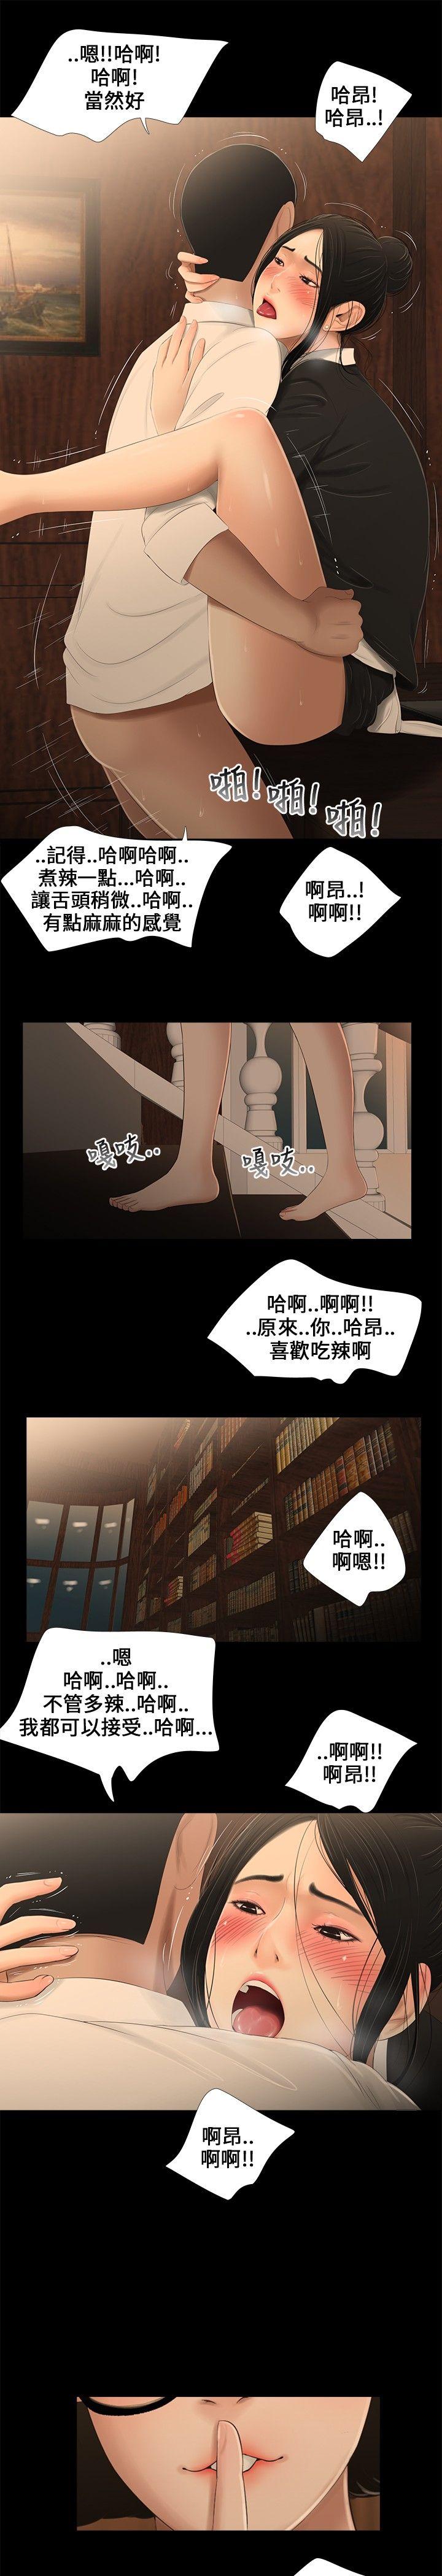 ..嗯!!哈啊!
哈啊!
當然好
哈昂!
哈昂..!
啪!
啪!
啪!
..記得..哈啊哈啊..
煮辣一點...哈啊..
讓舌頭稍微..哈啊..
有點麻麻的感覺
啊昂..!
啊啊!!
嘎吱..
嘎吱..
哈啊..啊啊!!
..原來..你..哈昂..
喜歡吃辣啊
哈啊..
啊嗯!!
..嗯
哈啊..哈啊..
不管多辣..哈啊..
我都可以接受..哈啊...
..啊啊!!
啊昂!!
啊昂..
啊啊!!